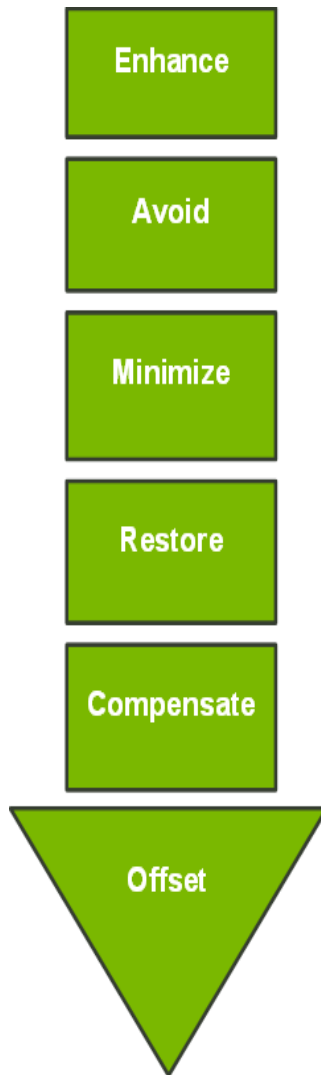 Enhance
Avoid
Minimize
Restore
Compensate
Offset